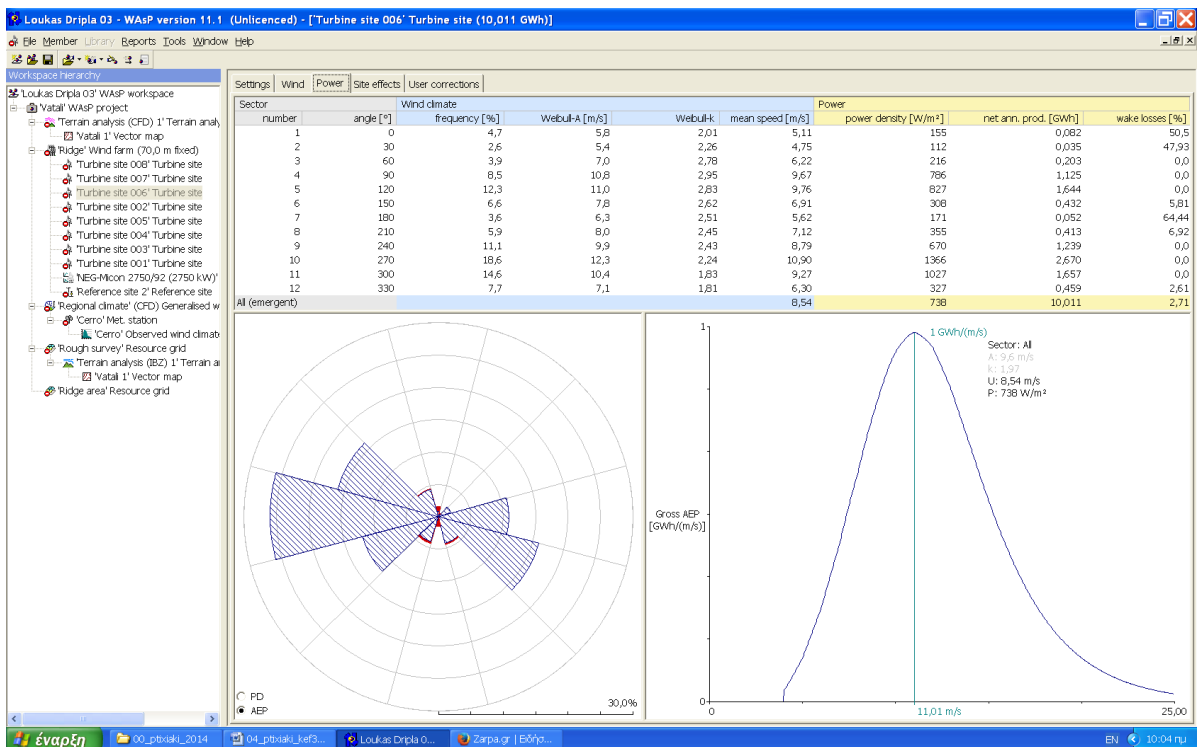 Loukas Dripla 03 - WAsP version 11.1 (Unlicenced) - ['Turbine site 006' Turbine site (10,011 GWh)]
File Member Library Reports Tools Window Help
Workspace hierarchy
'Loukas Dripla 03' WAsP workspace
'Vatali' WAsP project
'Terrain analysis (CFD) 1' Terrain analy
'Vatali 1' Vector map
'Ridge' Wind farm (70,0 m fixed)
'Turbine site 008' Turbine site
'Turbine site 007' Turbine site
'Turbine site 006' Turbine site
'Turbine site 002' Turbine site
'Turbine site 005' Turbine site
'Turbine site 004' Turbine site
'Turbine site 003' Turbine site
'Turbine site 001' Turbine site
'NEG-Micon 2750/92 (2750 kW)'
'Reference site 2' Reference site
'Regional climate' (CFD) Generalised w
'Cerro' Met. station
'Cerro' Observed wind climat
'Rough survey' Resource grid
'Terrain analysis (IBZ) 1' Terrain a
'Vatali 1' Vector map
'Ridge area' Resource grid
Settings Wind Power Site effects User corrections
Sector Wind climate Power
number angle [°] frequency [%] Weibull-A [m/s] Weibull-k mean speed [m/s] power density [W/m²] net ann. prod. [GWh] wake losses [%]
1 0 4,7 5,8 2,01 5,11 155 0,082 50,5
2 30 2,6 5,4 2,26 4,75 112 0,035 47,93
3 60 3,9 7,0 2,78 6,22 216 0,203 0,0
4 90 8,5 10,8 2,95 9,67 786 1,125 0,0
5 120 12,3 11,0 2,83 9,76 827 1,644 0,0
6 150 6,6 7,8 2,62 6,91 308 0,432 5,81
7 180 3,6 6,3 2,51 5,62 171 0,052 64,44
8 210 5,9 8,0 2,45 7,12 355 0,413 6,92
9 240 11,1 9,9 2,43 8,79 670 1,239 0,0
10 270 18,6 12,3 2,24 10,90 1366 2,670 0,0
11 300 14,6 10,4 1,83 9,27 1027 1,657 0,0
12 330 7,7 7,1 1,81 6,30 327 0,459 2,61
All (emergent) 8,54 738 10,011 2,71
PD
AEP
30,0%
1
1 GWh/(m/s)
Sector: All
A: 9,6 m/s
k: 1,97
U: 8,54 m/s
P: 738 W/m²
Gross AEP
[GWh/(m/s)]
0
0 11,01 m/s 25,00
έναρξη 00_ptixiaki_2014 04_ptixiaki_kef3... Loukas Dripla 0... Zarpa.gr | Ειδήσ... EN 10:04 πμ